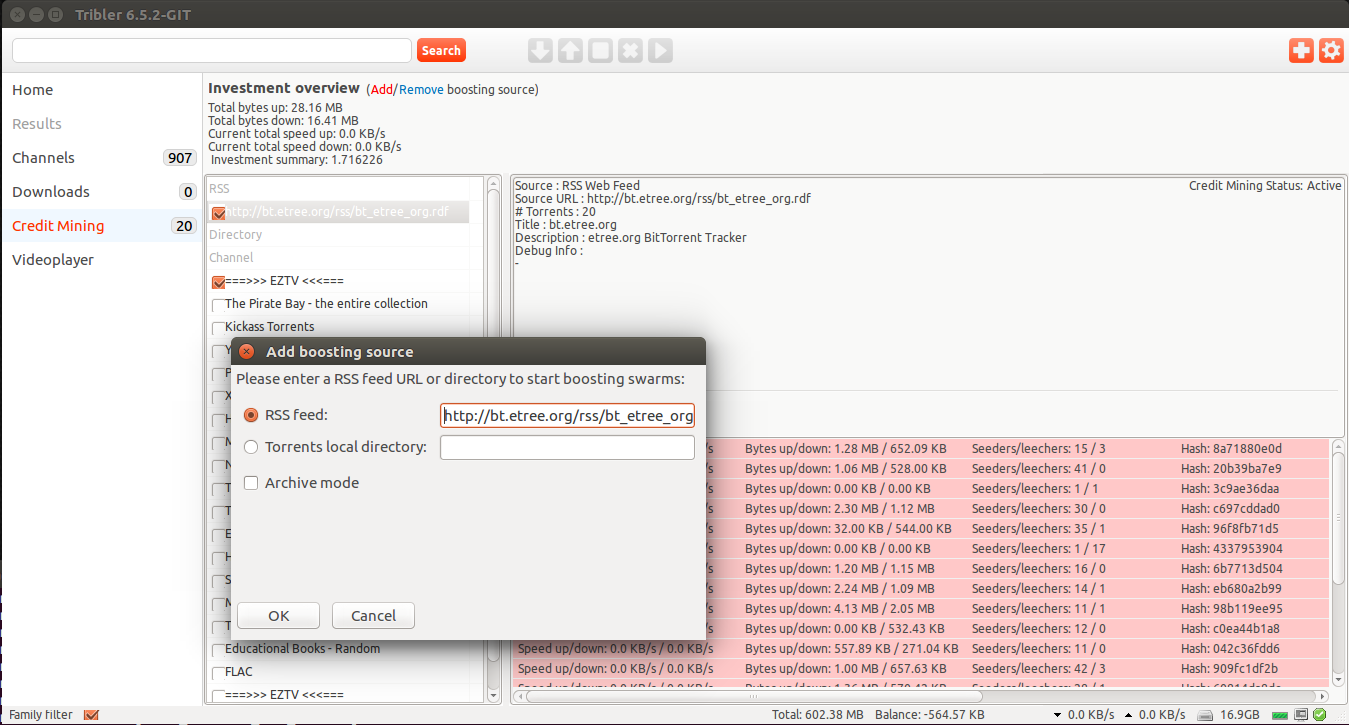 Tribler 6.5.2-GIT
Search
Home
Results
Channels 907
Downloads 0
Credit Mining 20
Videoplayer
Investment overview (Add/Remove boosting source)
Total bytes up: 28.16 MB
Total bytes down: 16.41 MB
Current total speed up: 0.0 KB/s
Current total speed down: 0.0 KB/s
Investment summary: 1.716226
RSS
http://bt.etree.org/rss/bt_etree_org.rdf
Directory
Channel
===>>> EZTV <<<===
The Pirate Bay - the entire collection
Kickass Torrents
Y
P
X
H
M
N
T
T
E
H
S
M
T
Educational Books - Random
FLAC
===>>> EZTV <<<===
Source : RSS Web Feed
Credit Mining Status: Active
Source URL : http://bt.etree.org/rss/bt_etree_org.rdf
# Torrents : 20
Title : bt.etree.org
Description : etree.org BitTorrent Tracker
Debug Info :
-
Add boosting source
Please enter a RSS feed URL or directory to start boosting swarms:
RSS feed: http://bt.etree.org/rss/bt_etree_org
Torrents local directory:
Archive mode
OK Cancel
/s Bytes up/down: 1.28 MB / 652.09 KB Seeders/leechers: 15 / 3 Hash: 8a71880e0d
/s Bytes up/down: 1.06 MB / 528.00 KB Seeders/leechers: 41 / 0 Hash: 20b39ba7e9
/s Bytes up/down: 0.00 KB / 0.00 KB Seeders/leechers: 1 / 1 Hash: 3c9ae36daa
/s Bytes up/down: 2.30 MB / 1.12 MB Seeders/leechers: 30 / 0 Hash: c697cddad0
/s Bytes up/down: 32.00 KB / 544.00 KB Seeders/leechers: 35 / 1 Hash: 96f8fb71d5
/s Bytes up/down: 0.00 KB / 0.00 KB Seeders/leechers: 1 / 17 Hash: 4337953904
/s Bytes up/down: 1.20 MB / 1.15 MB Seeders/leechers: 16 / 0 Hash: 6b7713d504
/s Bytes up/down: 2.24 MB / 1.09 MB Seeders/leechers: 14 / 1 Hash: eb680a2b99
/s Bytes up/down: 4.13 MB / 2.05 MB Seeders/leechers: 11 / 1 Hash: 98b119ee95
/s Bytes up/down: 0.00 KB / 532.43 KB Seeders/leechers: 12 / 0 Hash: c0ea44b1a8
Speed up/down: 0.0 KB/s / 0.0 KB/s Bytes up/down: 557.89 KB / 271.04 KB Seeders/leechers: 11 / 0 Hash: 042c36fdd6
Speed up/down: 0.0 KB/s / 0.0 KB/s Bytes up/down: 1.00 MB / 657.63 KB Seeders/leechers: 42 / 3 Hash: 909fc1df2b
Family filter
Total: 602.38 MB Balance: -564.57 KB 0.0 KB/s 0.0 KB/s 16.9GB